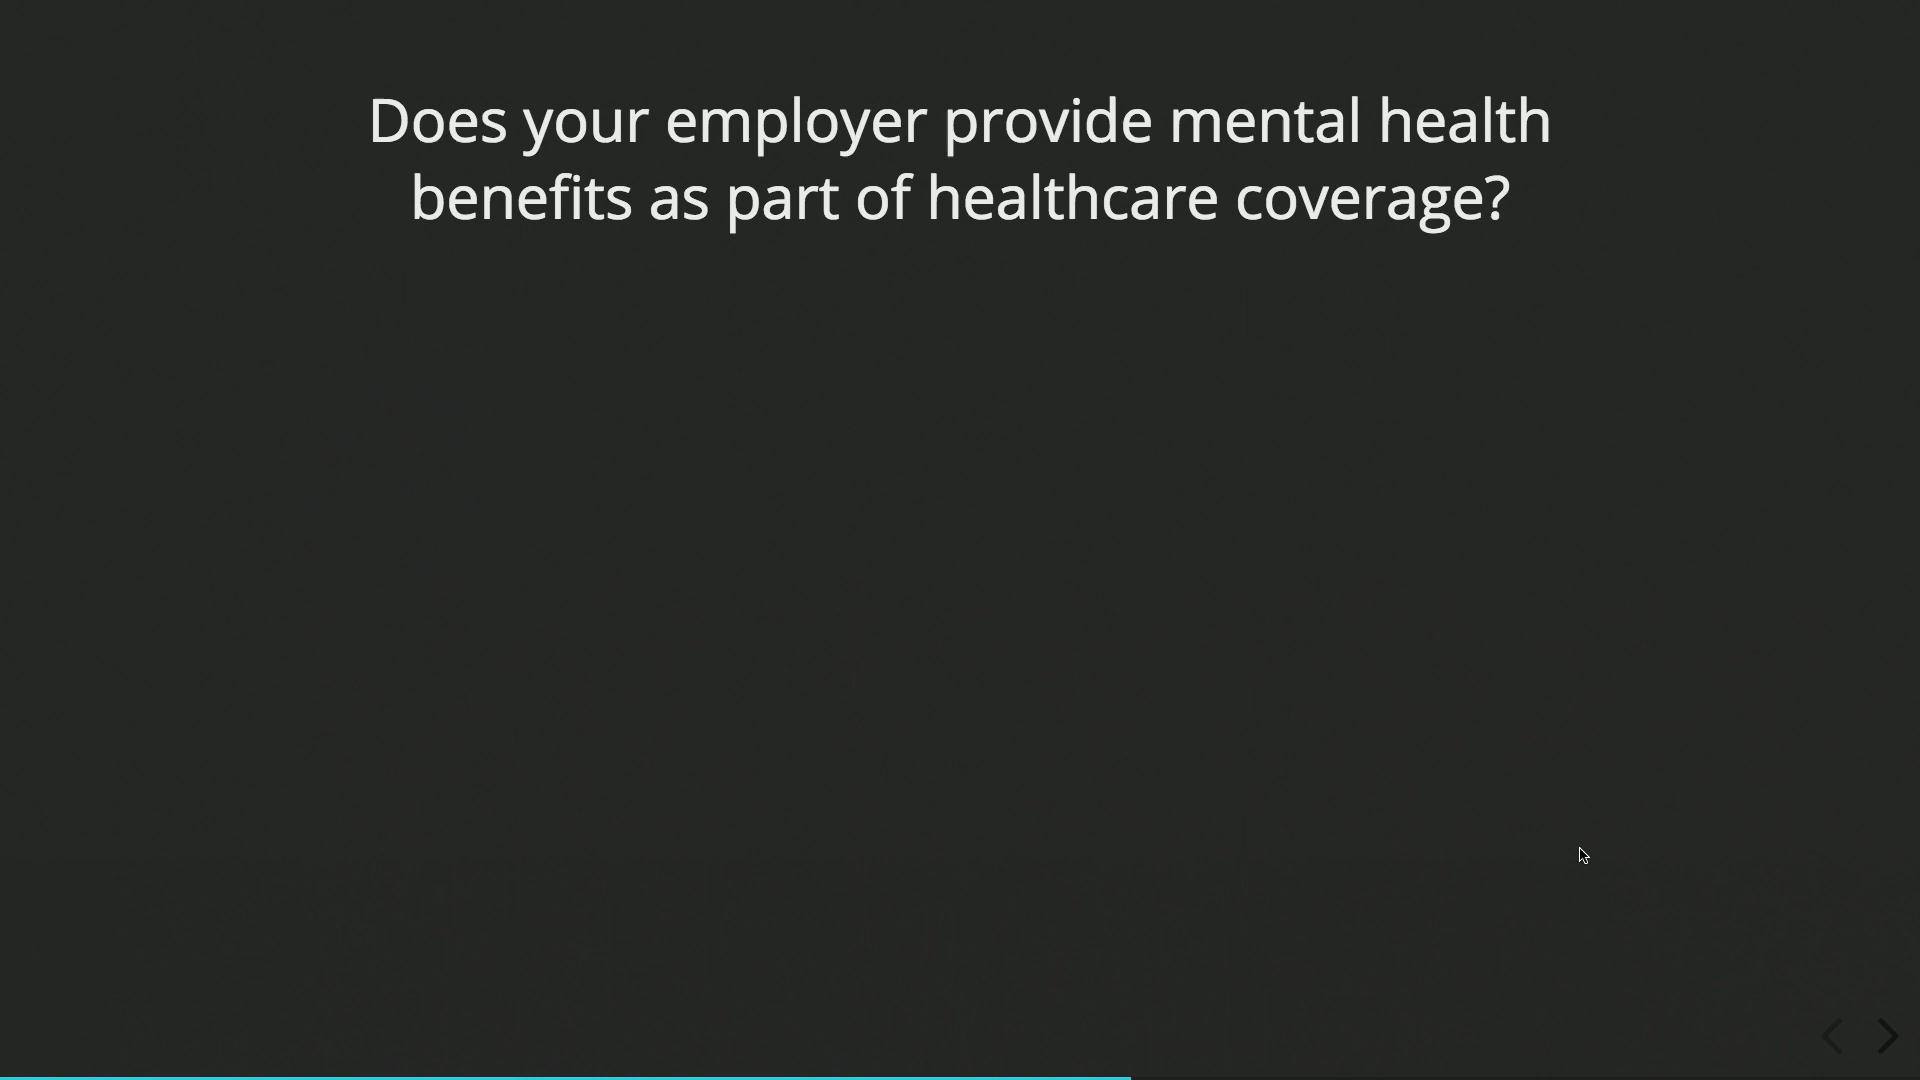 Does your employer provide mental health
benefits as part of healthcare coverage?